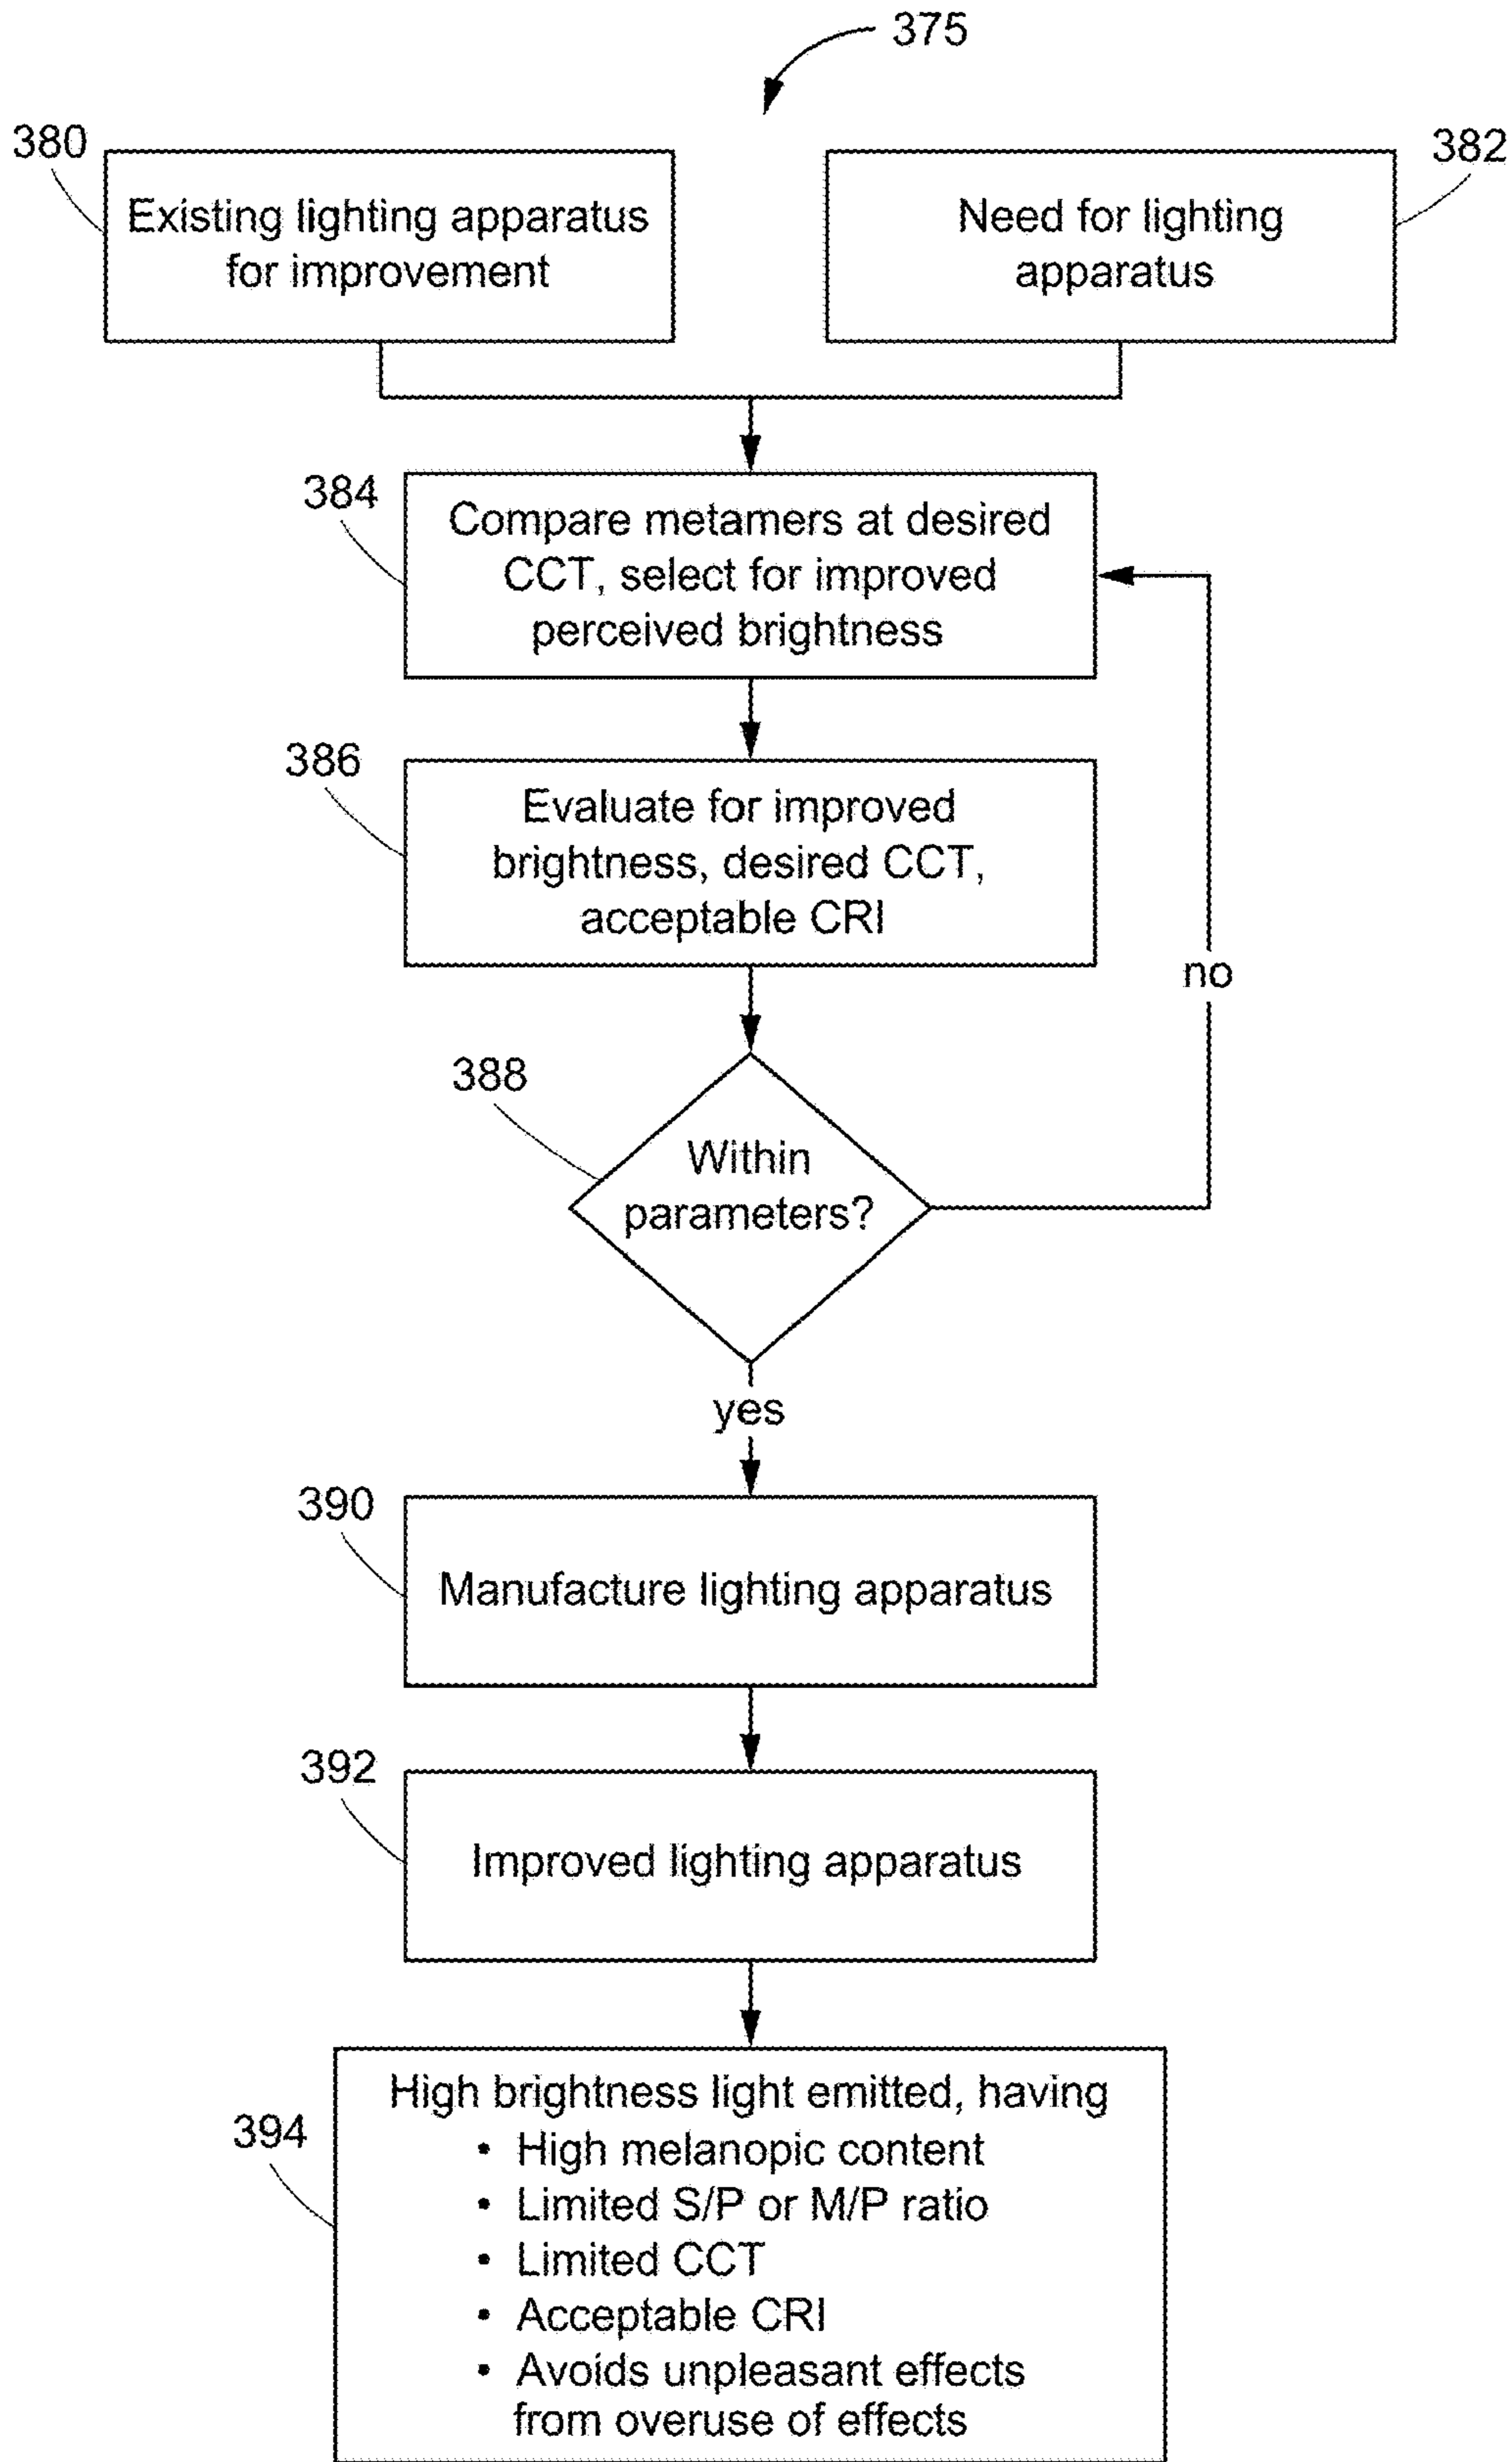 375
380
382
Existing lighting apparatus
for improvement
Need for lighting
apparatus
384
Compare metamers at desired
CCT, select for improved
perceived brightness
386
Evaluate for improved
brightness, desired CCT,
acceptable CRI
no
388
Within
parameters?
yes
390
Manufacture lighting apparatus
392
Improved lighting apparatus
394
High brightness light emitted, having
• High melanopic content
• Limited S/P or M/P ratio
• Limited CCT
• Acceptable CRI
• Avoids unpleasant effects
from overuse of effects